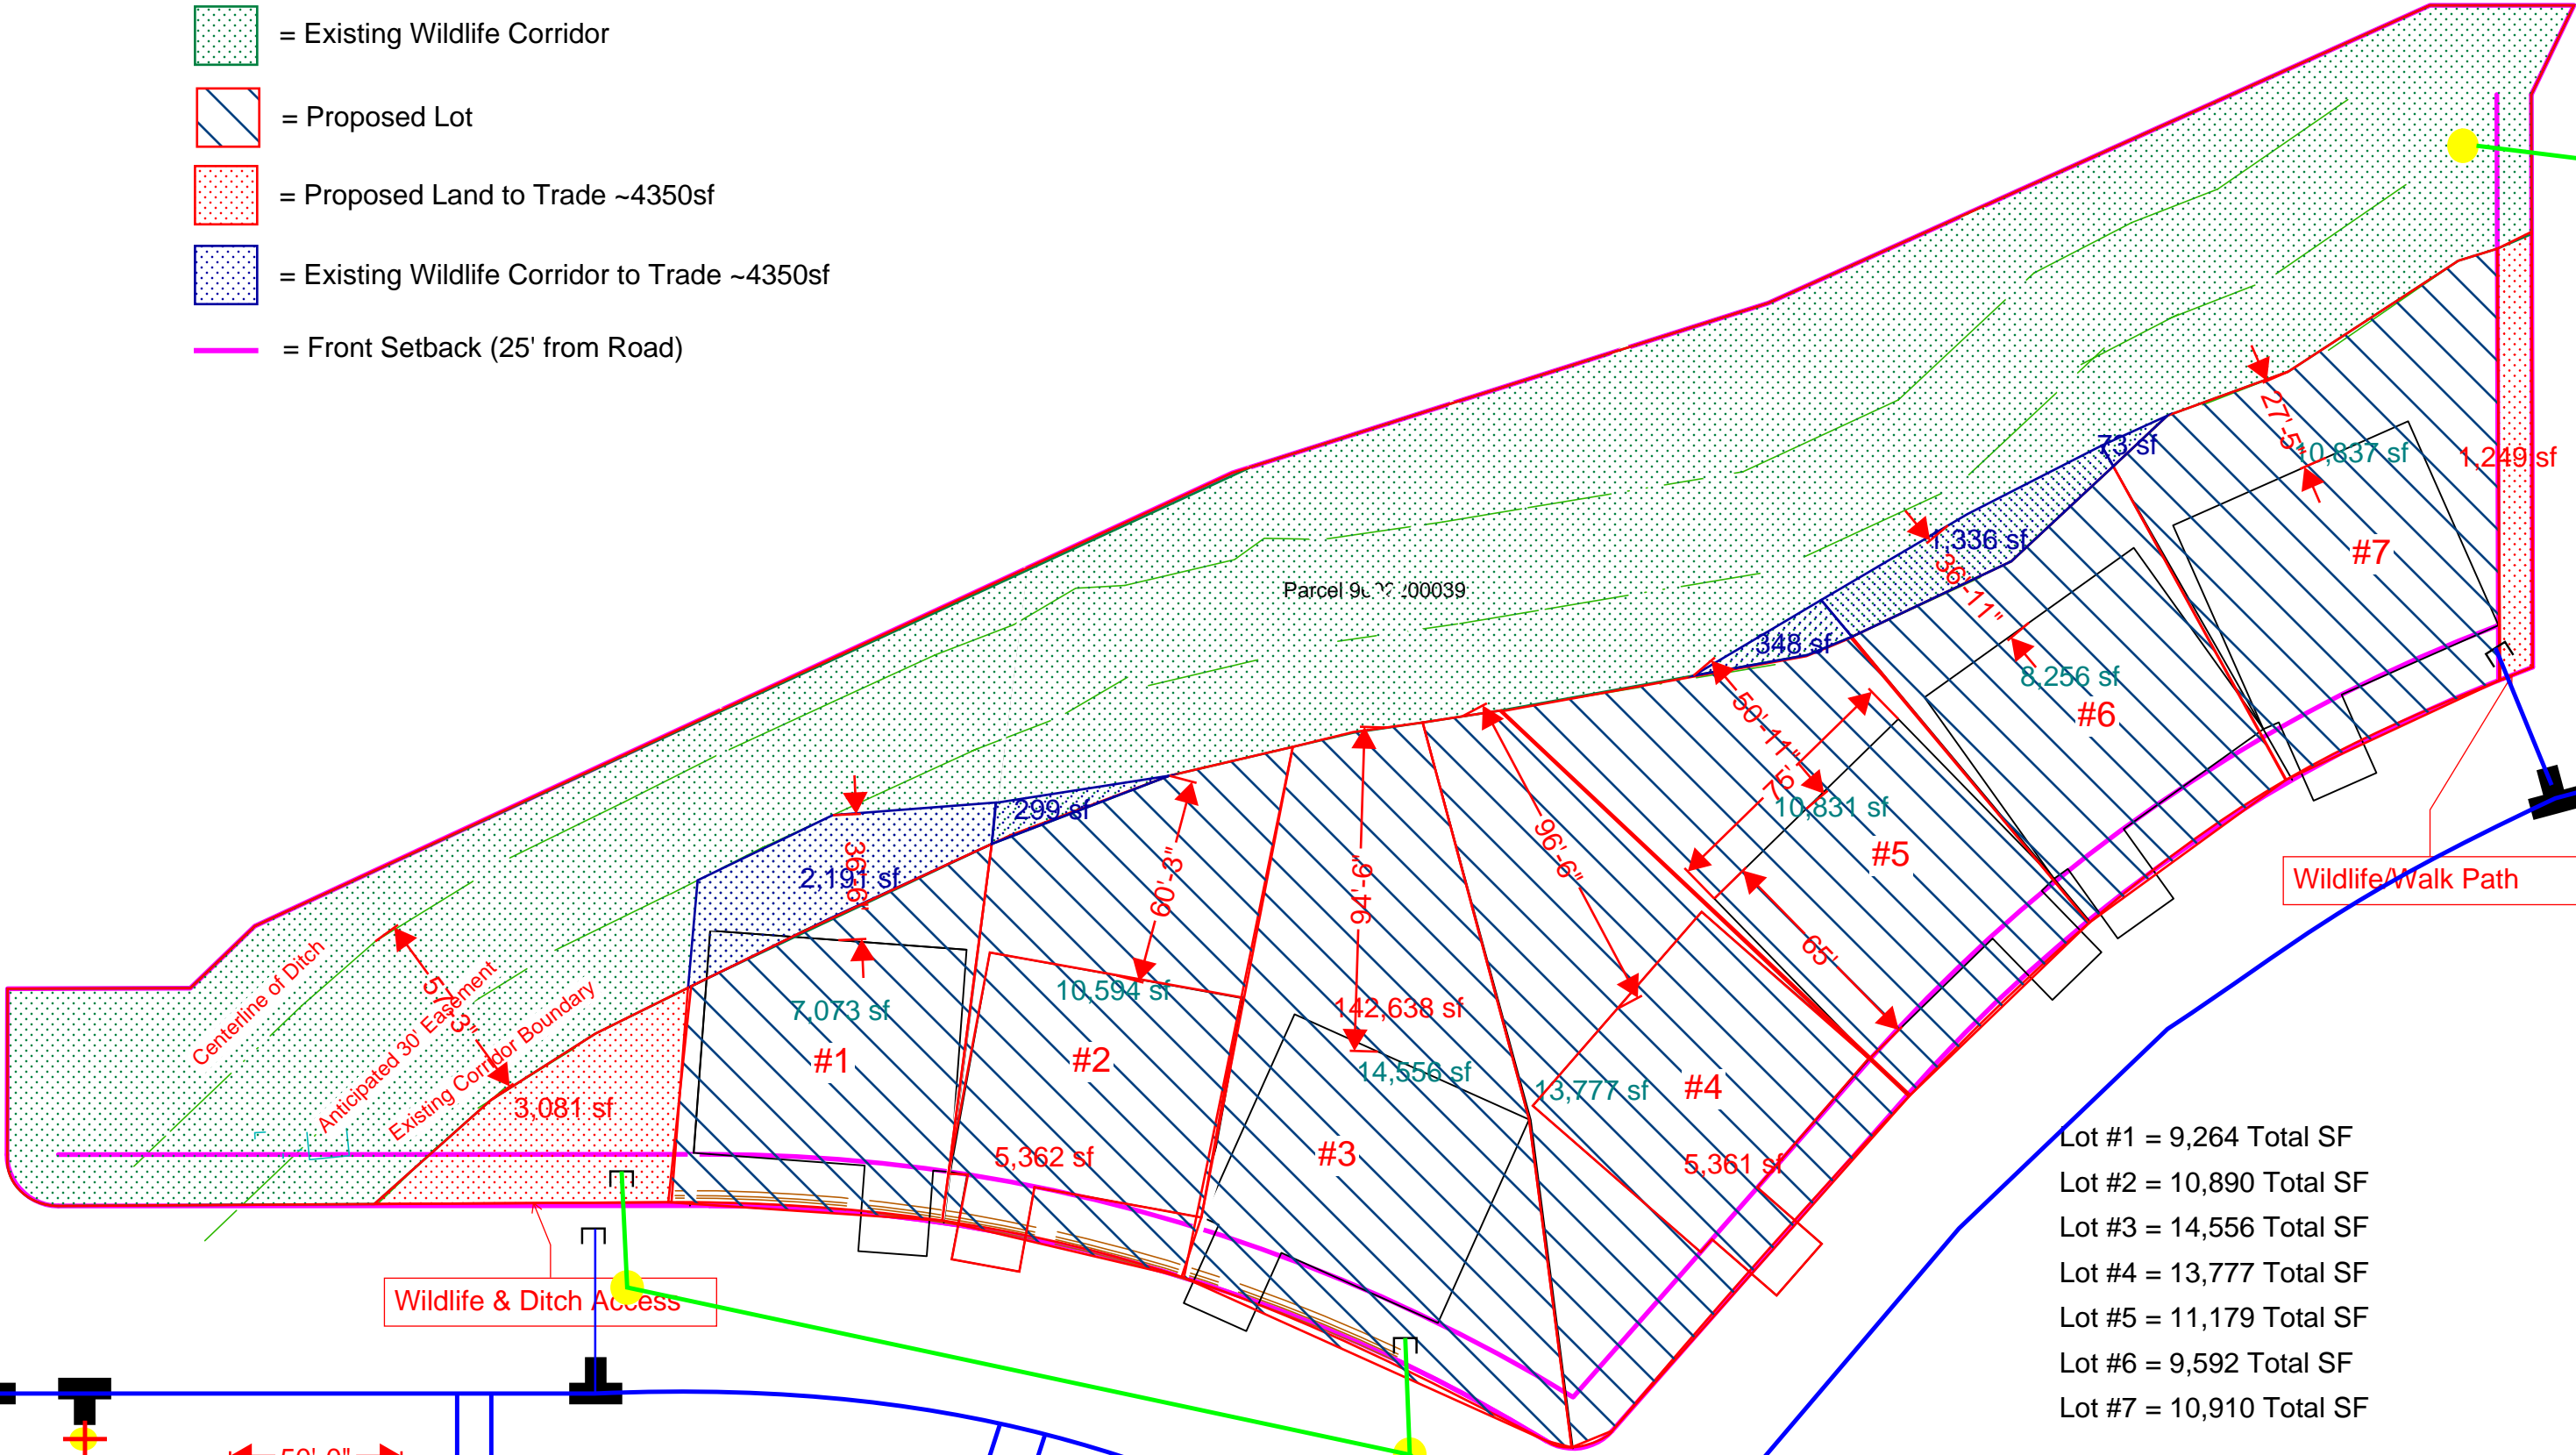 = Existing Wildlife Corridor
= Proposed Lot
= Proposed Land to Trade ~4350sf
= Existing Wildlife Corridor to Trade ~4350sf
= Front Setback (25' from Road)
73 sf
27'-5"
10,837 sf
1,249 sf
#7
1,336 sf
36'-11"
Parcel
348 sf
8,256 sf
#6
50'-11"
75'
10,831 sf
#5
299 sf
2,191 sf
36'-6"
60'-3"
94'-6"
96'-6"
65'
Wildlife/Walk Path
Centerline of Ditch
57'-3"
Anticipated 30' Easement
Existing Corridor Boundary
7,073 sf
#1
10,594 sf
#2
142,638 sf
14,556 sf
13,777 sf
#4
3,081 sf
5,362 sf
#3
5,361 sf
Wildlife & Ditch Access
Lot #1 = 9,264 Total SF
Lot #2 = 10,890 Total SF
Lot #3 = 14,556 Total SF
Lot #4 = 13,777 Total SF
Lot #5 = 11,179 Total SF
Lot #6 = 9,592 Total SF
Lot #7 = 10,910 Total SF